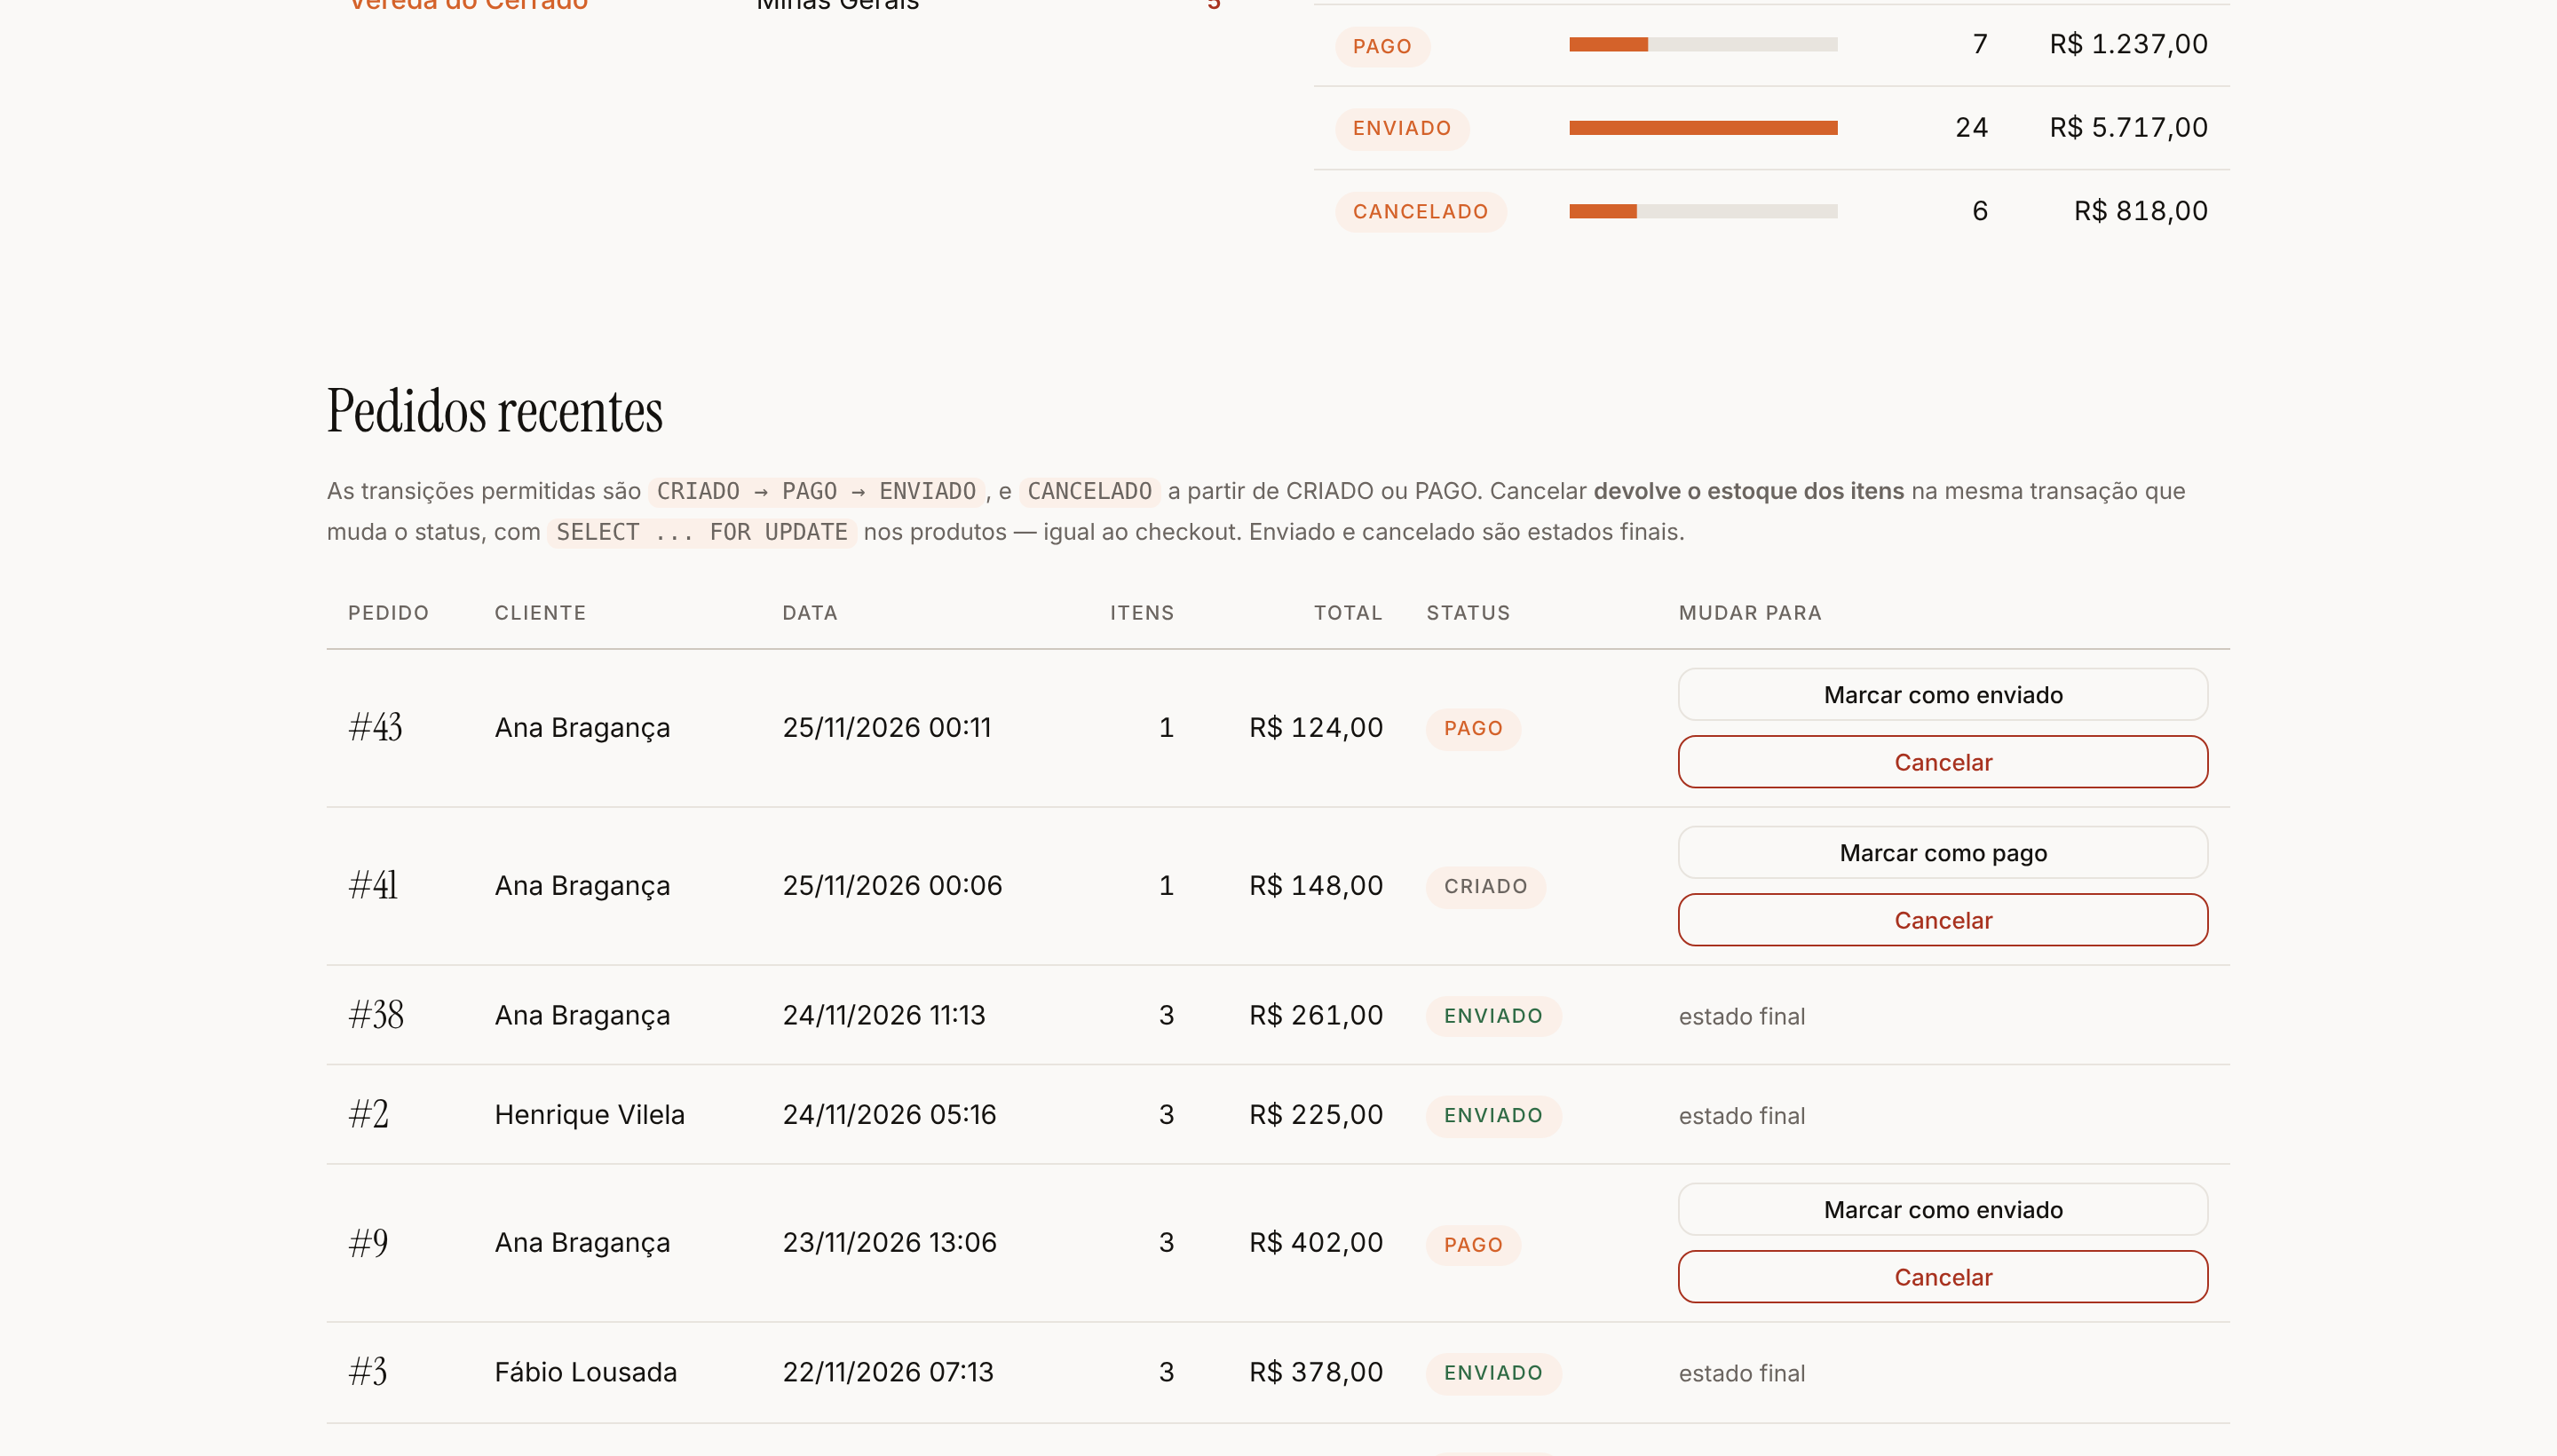 Vereda do Cerrado Minas Gerais 5
PAGO 7 R$ 1.237,00
ENVIADO 24 R$ 5.717,00
CANCELADO 6 R$ 818,00
Pedidos recentes
As transições permitidas são CRIADO → PAGO → ENVIADO, e CANCELADO a partir de CRIADO ou PAGO. Cancelar devolve o estoque dos itens na mesma transação que
muda o status, com SELECT ... FOR UPDATE nos produtos — igual ao checkout. Enviado e cancelado são estados finais.
PEDIDO CLIENTE DATA ITENS TOTAL STATUS MUDAR PARA
#43 Ana Bragança 25/11/2026 00:11 1 R$ 124,00 PAGO Marcar como enviado
Cancelar
#41 Ana Bragança 25/11/2026 00:06 1 R$ 148,00 CRIADO Marcar como pago
Cancelar
#38 Ana Bragança 24/11/2026 11:13 3 R$ 261,00 ENVIADO estado final
#2 Henrique Vilela 24/11/2026 05:16 3 R$ 225,00 ENVIADO estado final
#9 Ana Bragança 23/11/2026 13:06 3 R$ 402,00 PAGO Marcar como enviado
Cancelar
#3 Fábio Lousada 22/11/2026 07:13 3 R$ 378,00 ENVIADO estado final